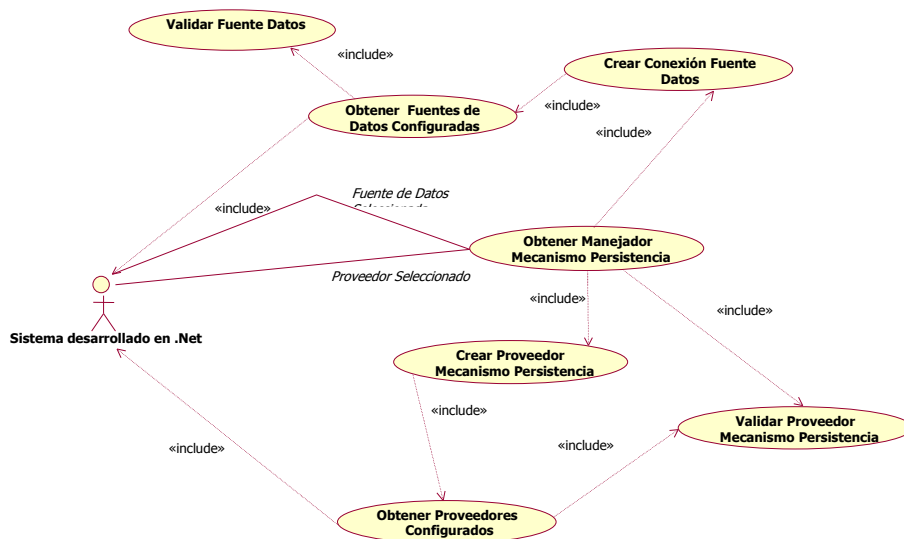 Validar Fuente Datos
«include»
Crear Conexión Fuente
Datos
«include»
Obtener Fuentes de
Datos Configuradas
«include»
Fuente de Datos
«include»
Obtener Manejador
Mecanismo Persistencia
Proveedor Seleccionado
«include»
«include»
Sistema desarrollado en .Net
Crear Proveedor
Mecanismo Persistencia
«include»
Validar Proveedor
Mecanismo Persistencia
«include»
«include»
Obtener Proveedores
Configurados